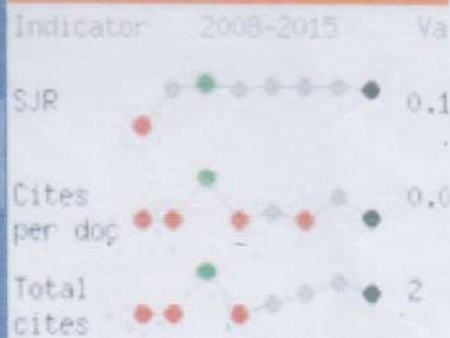 Indicator 2008-2015 Va
SJR 0.1
Cites
per doc 0.0
Total
cites 2